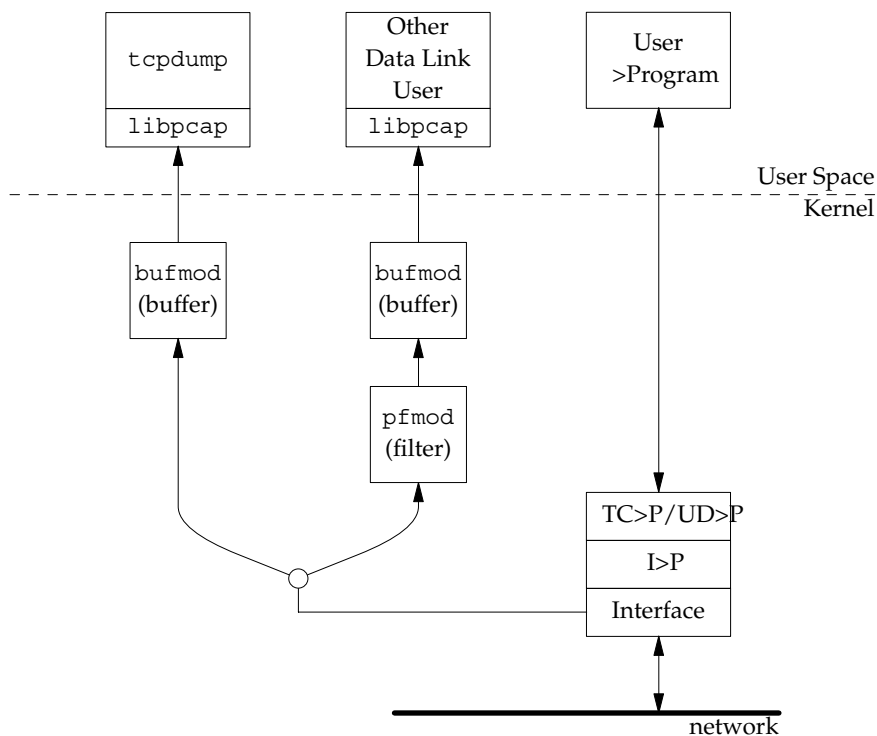 tcpdump
libpcap
Other
Data Link
User
libpcap
User
>Program
User Space
Kernel
bufmod
(buffer)
bufmod
(buffer)
pfmod
(filter)
TC>P/UD>P
I>P
Interface
network